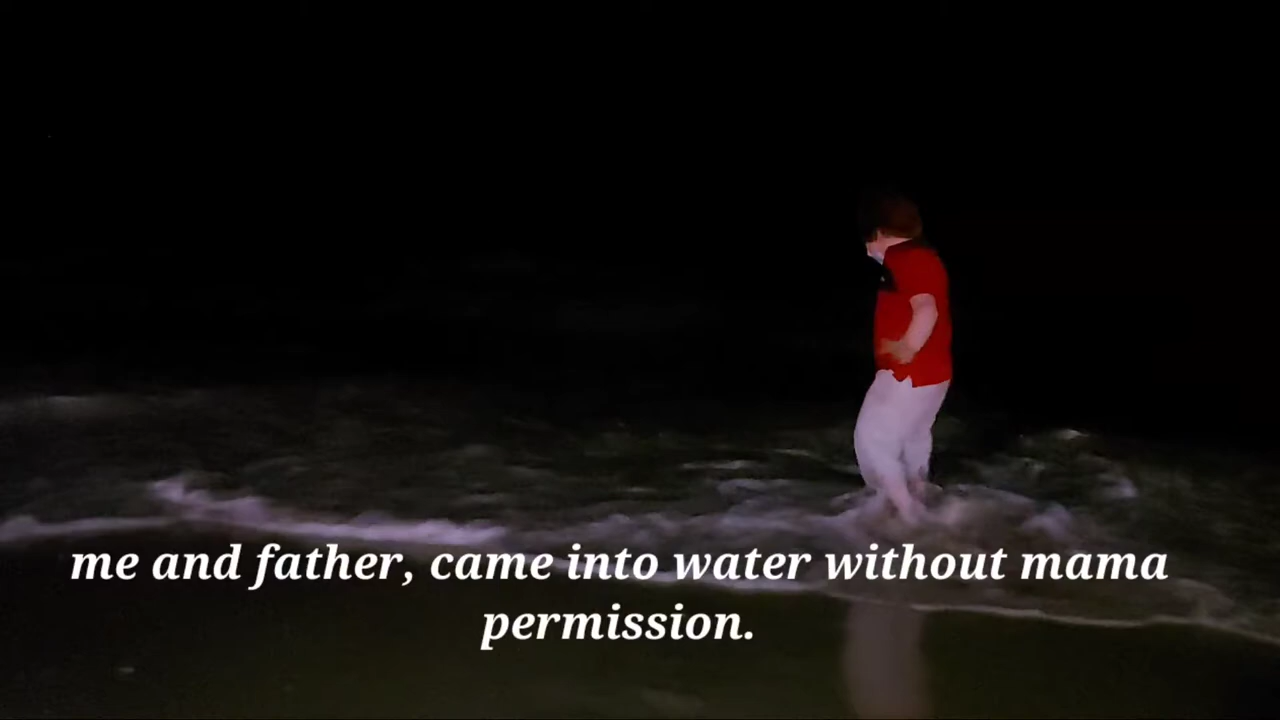 me and father, came into water without mama
permission.